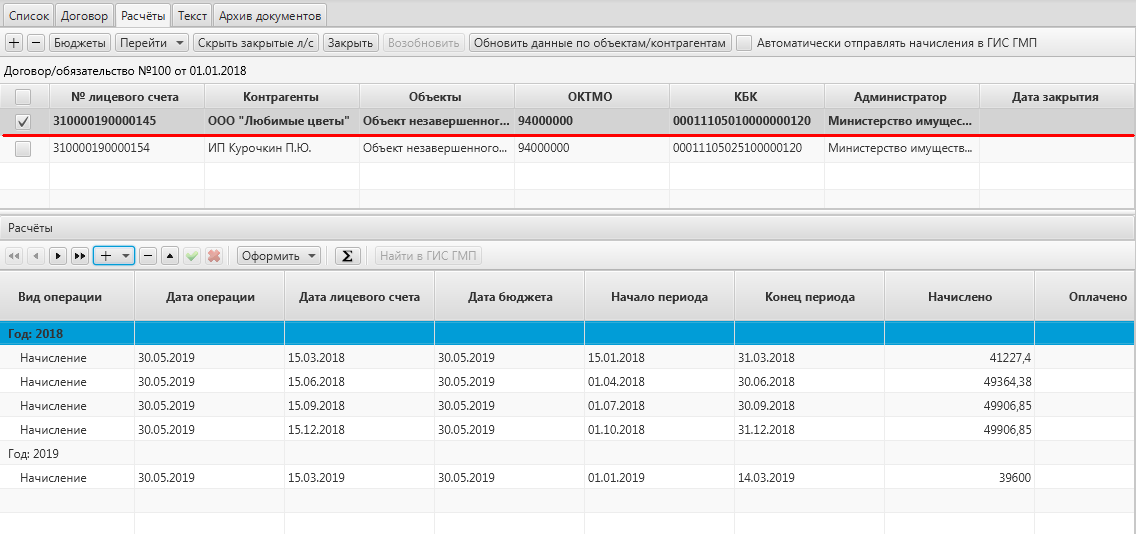 Список Договор Расчёты Текст Архив документов
+ − Бюджеты Перейти Скрыть закрытые л/с Закрыть Возобновить Обновить данные по объектам/контрагентам Автоматически отправлять начисления в ГИС ГМП
Договор/обязательство №100 от 01.01.2018
№ лицевого счета Контрагенты Объекты ОКТМО КБК Администратор Дата закрытия
310000190000145 ООО "Любимые цветы" Объект незавершенног... 94000000 00011105010000000120 Министерство имущес...
310000190000154 ИП Курочкин П.Ю. Объект незавершенного... 94000000 00011105025100000120 Министерство имуществ...
Расчёты
+ − Оформить Σ Найти в ГИС ГМП
Вид операции Дата операции Дата лицевого счета Дата бюджета Начало периода Конец периода Начислено Оплачено
Год: 2018
Начисление 30.05.2019 15.03.2018 30.05.2019 15.01.2018 31.03.2018 41227,4
Начисление 30.05.2019 15.06.2018 30.05.2019 01.04.2018 30.06.2018 49364,38
Начисление 30.05.2019 15.09.2018 30.05.2019 01.07.2018 30.09.2018 49906,85
Начисление 30.05.2019 15.12.2018 30.05.2019 01.10.2018 31.12.2018 49906,85
Год: 2019
Начисление 30.05.2019 15.03.2019 30.05.2019 01.01.2019 14.03.2019 39600